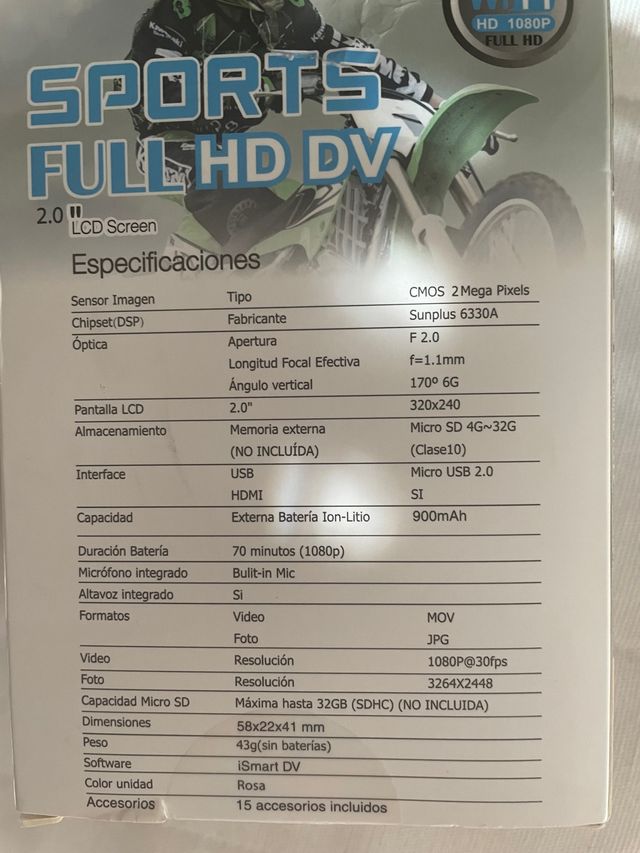 WiFi
HD 1080P
FULL HD
Kawasaki
SPORTS
FULL HD DV
2.0" LCD Screen
Especificaciones
Sensor Imagen Tipo CMOS 2 Mega Pixels
Chipset(DSP) Fabricante Sunplus 6330A
Óptica Apertura F 2.0
Longitud Focal Efectiva f=1.1mm
Ángulo vertical 170º 6G
Pantalla LCD 2.0" 320x240
Almacenamiento Memoria externa Micro SD 4G~32G
(NO INCLUÍDA) (Clase10)
Interface USB Micro USB 2.0
HDMI SI
Capacidad Externa Batería Ion-Litio 900mAh
Duración Batería 70 minutos (1080p)
Micrófono integrado Bulit-in Mic
Altavoz integrado Si
Formatos Video MOV
Foto JPG
Video Resolución 1080P@30fps
Foto Resolución 3264X2448
Capacidad Micro SD Máxima hasta 32GB (SDHC) (NO INCLUIDA)
Dimensiones 58x22x41 mm
Peso 43g(sin baterías)
Software iSmart DV
Color unidad Rosa
Accesorios 15 accesorios incluidos